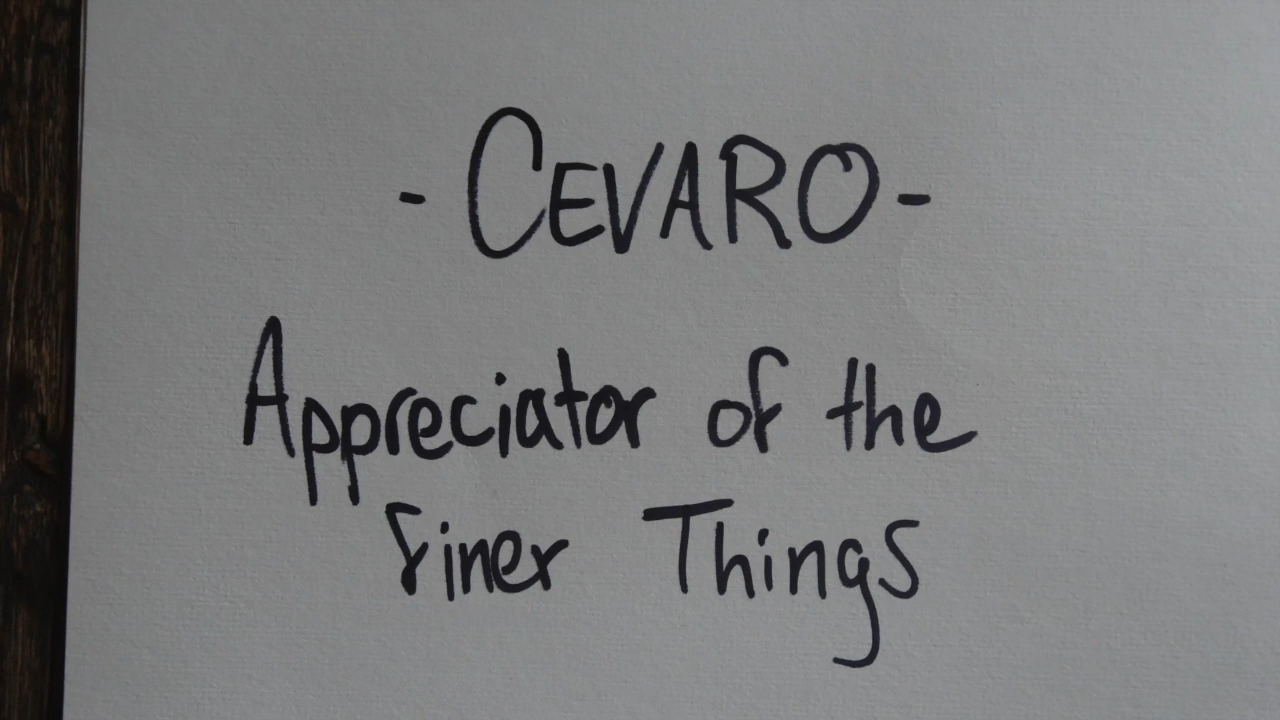 - CEVARO -
Appreciator of the
finer Things